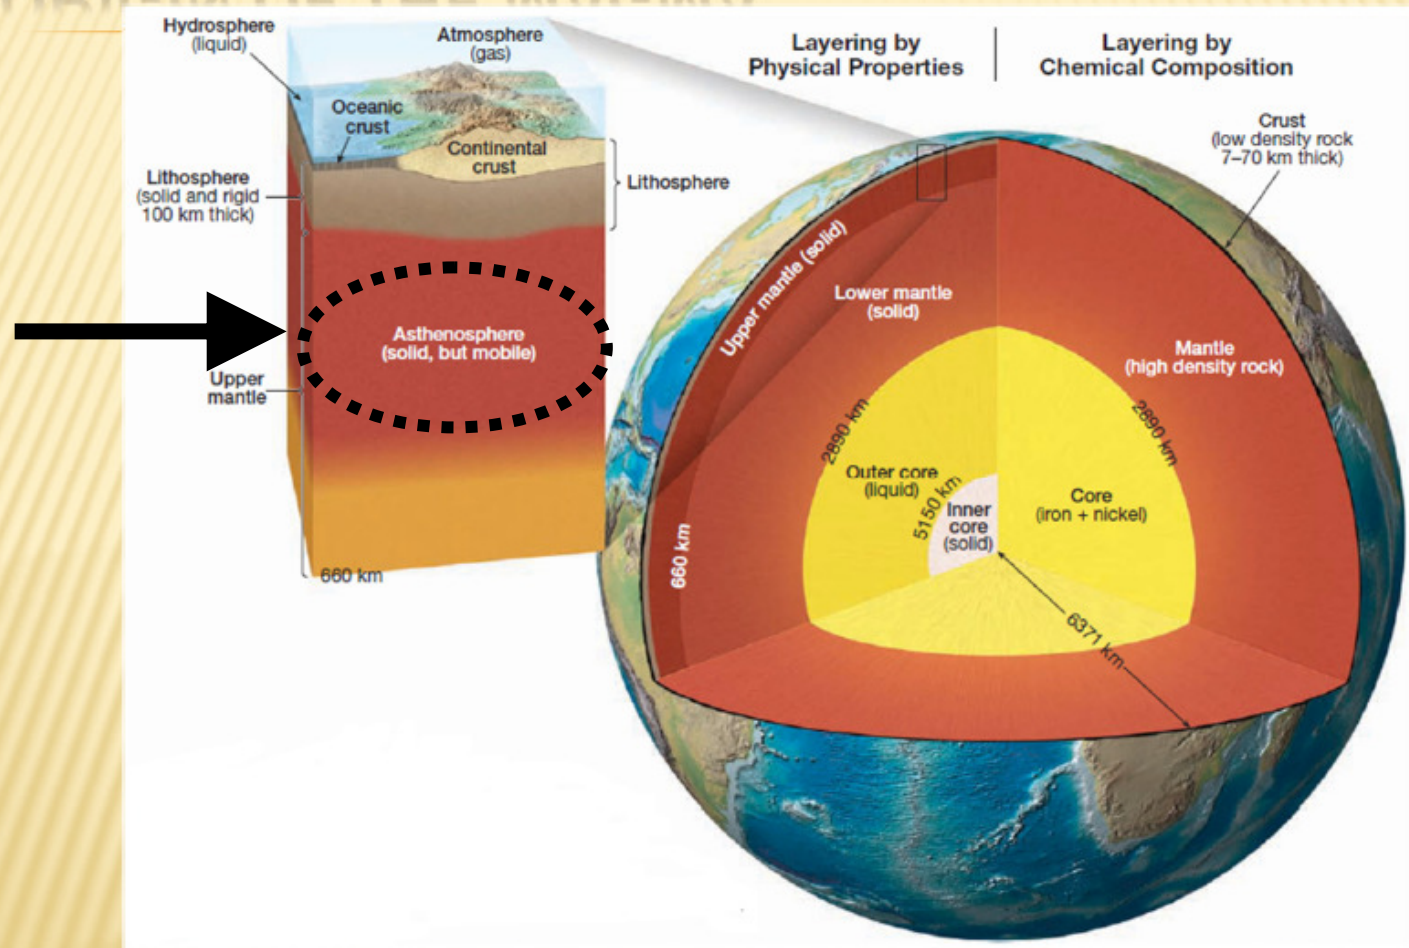 Hydrosphere
(liquid)
Atmosphere
(gas)
Oceanic
crust
Continental
crust
Lithosphere
(solid and rigid
100 km thick)
Lithosphere
Asthenosphere
(solid, but mobile)
Upper
mantle
660 km
Layering by
Physical Properties
Layering by
Chemical Composition
Crust
(low density rock
7–70 km thick)
Upper mantle (solid)
Lower mantle
(solid)
Mantle
(high density rock)
2890 km
2890 km
Outer core
(liquid)
5150 km
Inner
core
(solid)
Core
(iron + nickel)
660 km
6371 km